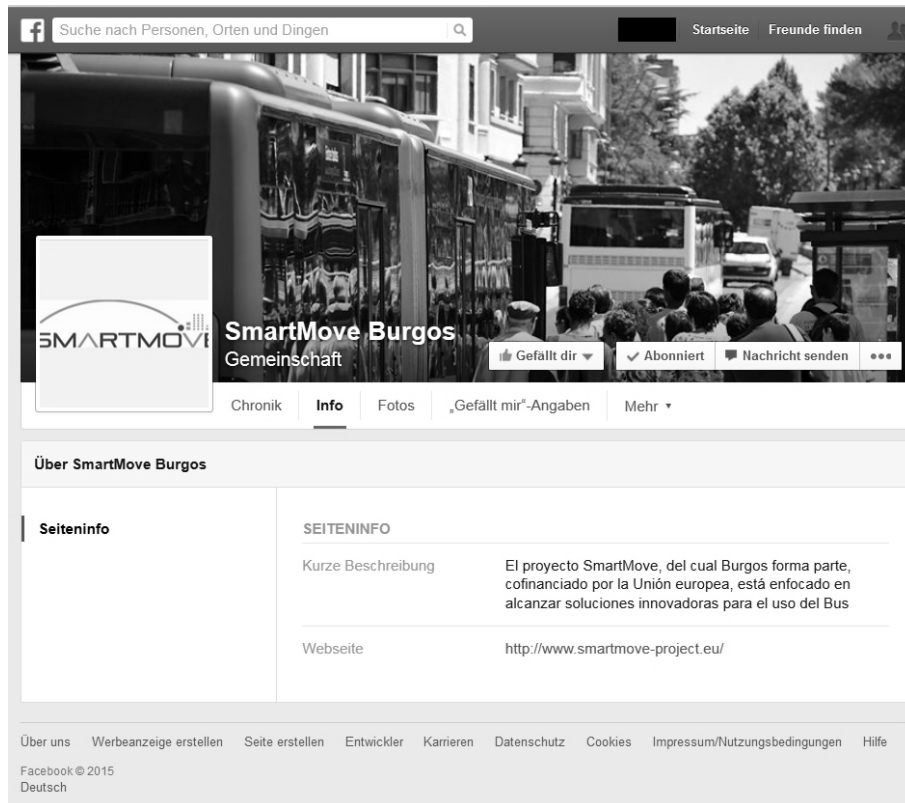 Suche nach Personen, Orten und Dingen
Startseite Freunde finden
SMARTMOVE
SmartMove Burgos
Gemeinschaft
Gefällt dir
Abonniert
Nachricht senden
Chronik Info Fotos „Gefällt mir“-Angaben Mehr
Über SmartMove Burgos
Seiteninfo
SEITENINFO
Kurze Beschreibung
El proyecto SmartMove, del cual Burgos forma parte,
cofinanciado por la Unión europea, está enfocado en
alcanzar soluciones innovadoras para el uso del Bus
Webseite
http://www.smartmove-project.eu/
Über uns Werbeanzeige erstellen Seite erstellen Entwickler Karrieren Datenschutz Cookies Impressum/Nutzungsbedingungen Hilfe
Facebook © 2015
Deutsch